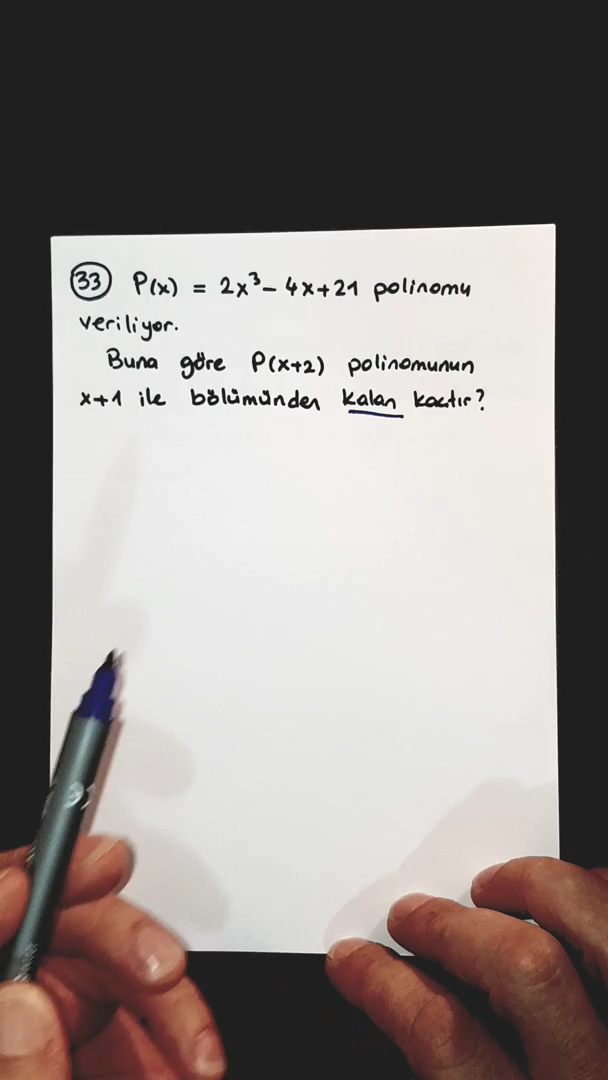 33 P(x) = 2x³ - 4x + 21 polinomu
veriliyor.
Buna göre P(x+2) polinomunun
x+1 ile bölümünden kalan kaçtır?